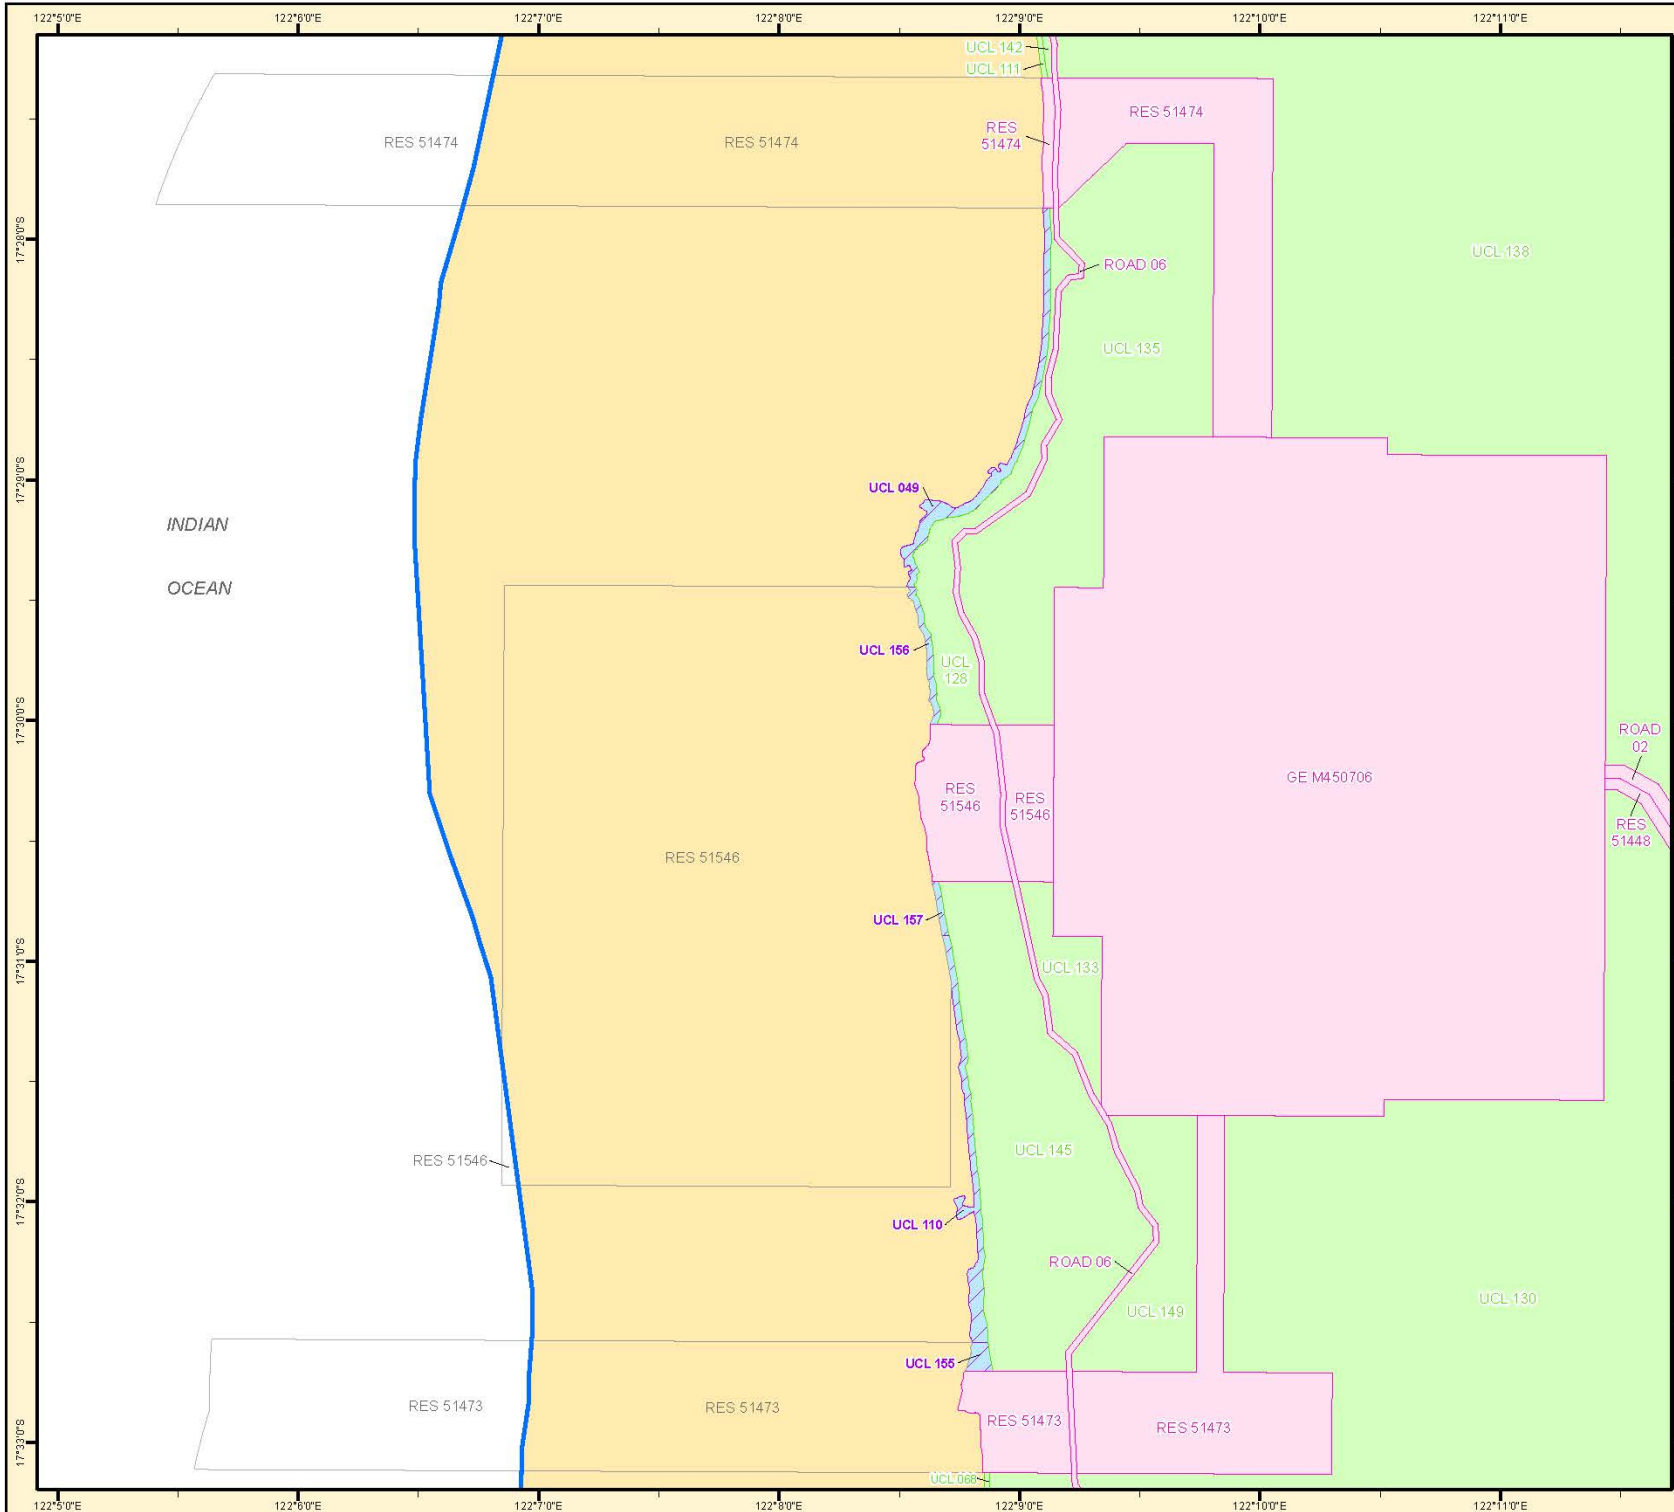 122°5'0"E
122°6'0"E
122°7'0"E
122°8'0"E
122°9'0"E
122°10'0"E
122°11'0"E
UCL 142
UCL 111
RES 51474
RES 51474
RES 51474
RES
51474
17°28'0"S
ROAD 06
UCL 138
UCL 135
17°29'0"S
UCL 049
INDIAN
OCEAN
UCL 156
UCL
128
17°30'0"S
ROAD
02
GE M450706
RES
51546
RES
51546
RES
51448
RES 51546
UCL 157
17°31'0"S
UCL 133
UCL 145
RES 51546
17°32'0"S
UCL 110
ROAD 06
UCL 149
UCL 130
UCL 155
RES 51473
RES 51473
RES 51473
RES 51473
17°33'0"S
UCL 068
122°5'0"E
122°6'0"E
122°7'0"E
122°8'0"E
122°9'0"E
122°10'0"E
122°11'0"E